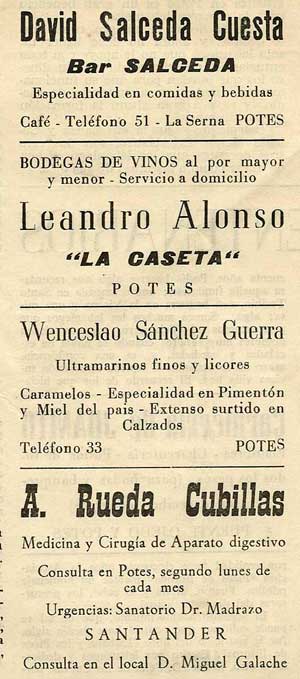 David Salceda Cuesta
Bar SALCEDA
Especialidad en comidas y bebidas
Café - Teléfono 51 - La Serna POTES
BODEGAS DE VINOS al por mayor
y menor - Servicio a domicilio
Leandro Alonso
"LA CASETA"
POTES
Wenceslao Sánchez Guerra
Ultramarinos finos y licores
Caramelos - Especialidad en Pimentón
y Miel del pais - Extenso surtido en
Calzados
Teléfono 33 POTES
A. Rueda Cubillas
Medicina y Cirugía de Aparato digestivo
Consulta en Potes, segundo lunes de
cada mes
Urgencias: Sanatorio Dr. Madrazo
SANTANDER
Consulta en el local D. Miguel Galache